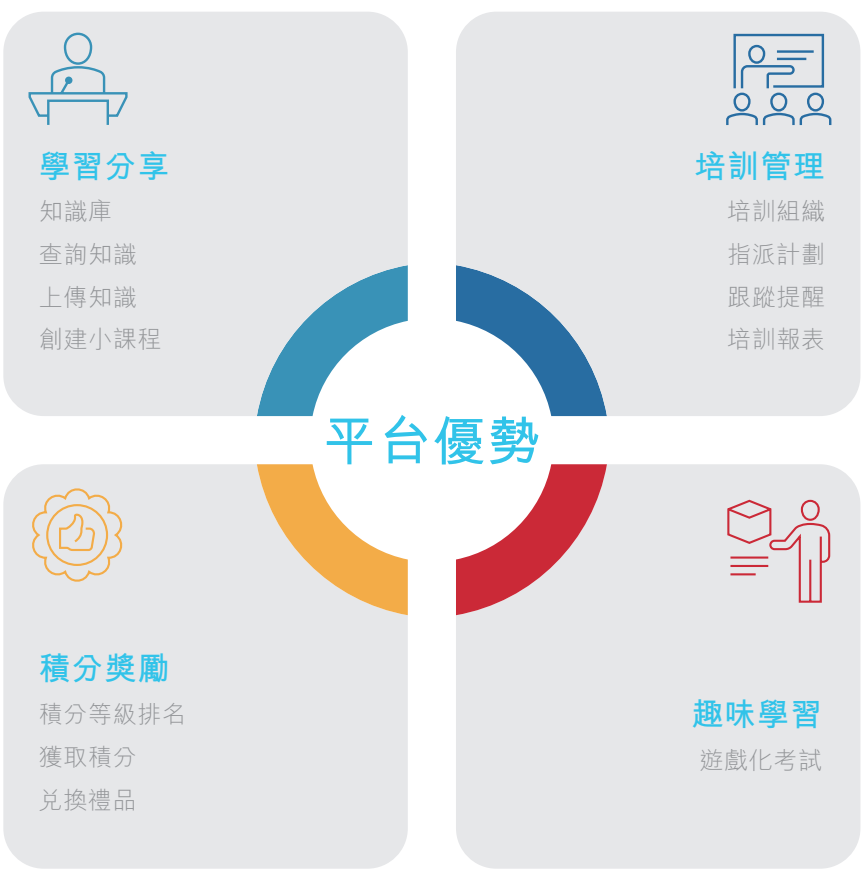 學習分享
知識庫
查詢知識
上傳知識
創建小課程
培訓管理
培訓組織
指派計劃
跟蹤提醒
培訓報表
平台優勢
積分獎勵
積分等級排名
獲取積分
兌換禮品
趣味學習
遊戲化考試